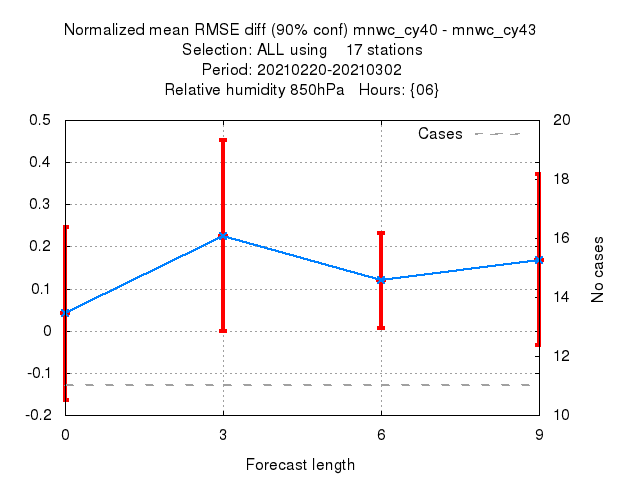 Normalized mean RMSE diff (90% conf) mnwc_cy40 - mnwc_cy43
Selection: ALL using    17 stations
Period: 20210220-20210302
Relative humidity 850hPa   Hours: {06}
Cases
0.5
0.4
0.3
0.2
0.1
0
-0.1
-0.2
20
18
16
14
12
10
No cases
0 3 6 9
Forecast length